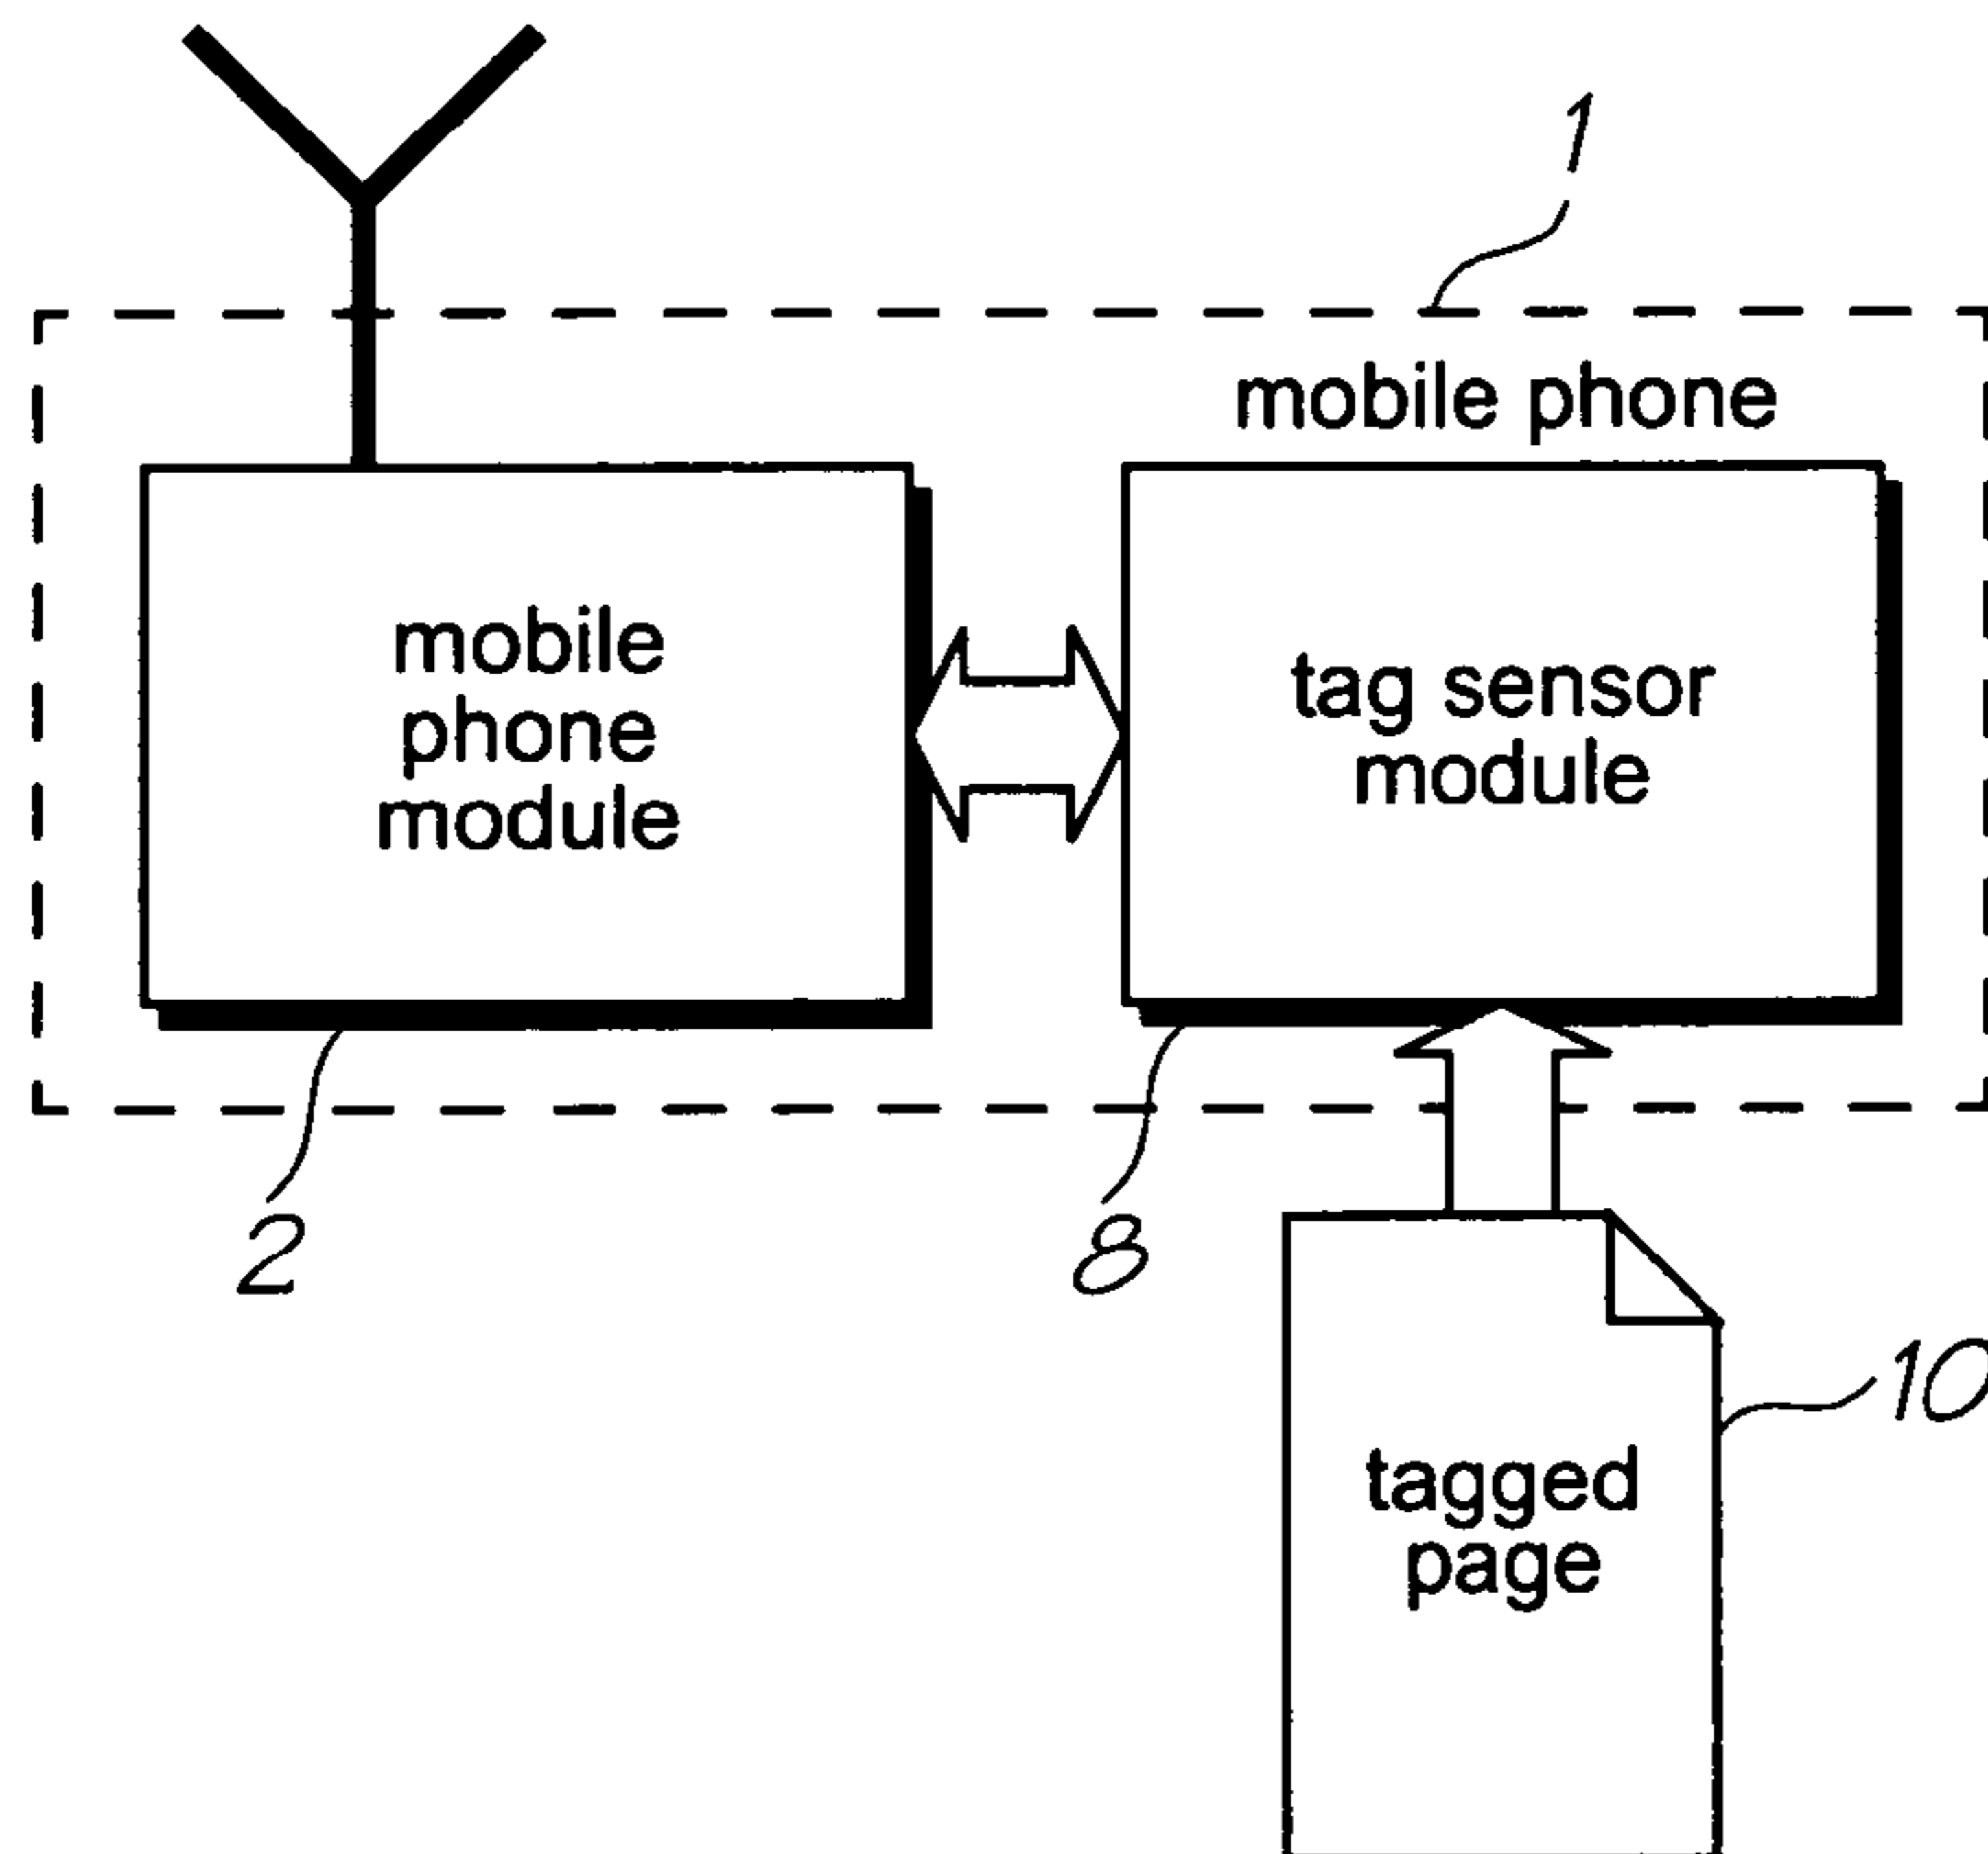 1
mobile phone
mobile
phone
module
tag sensor
module
2
8
10
tagged
page